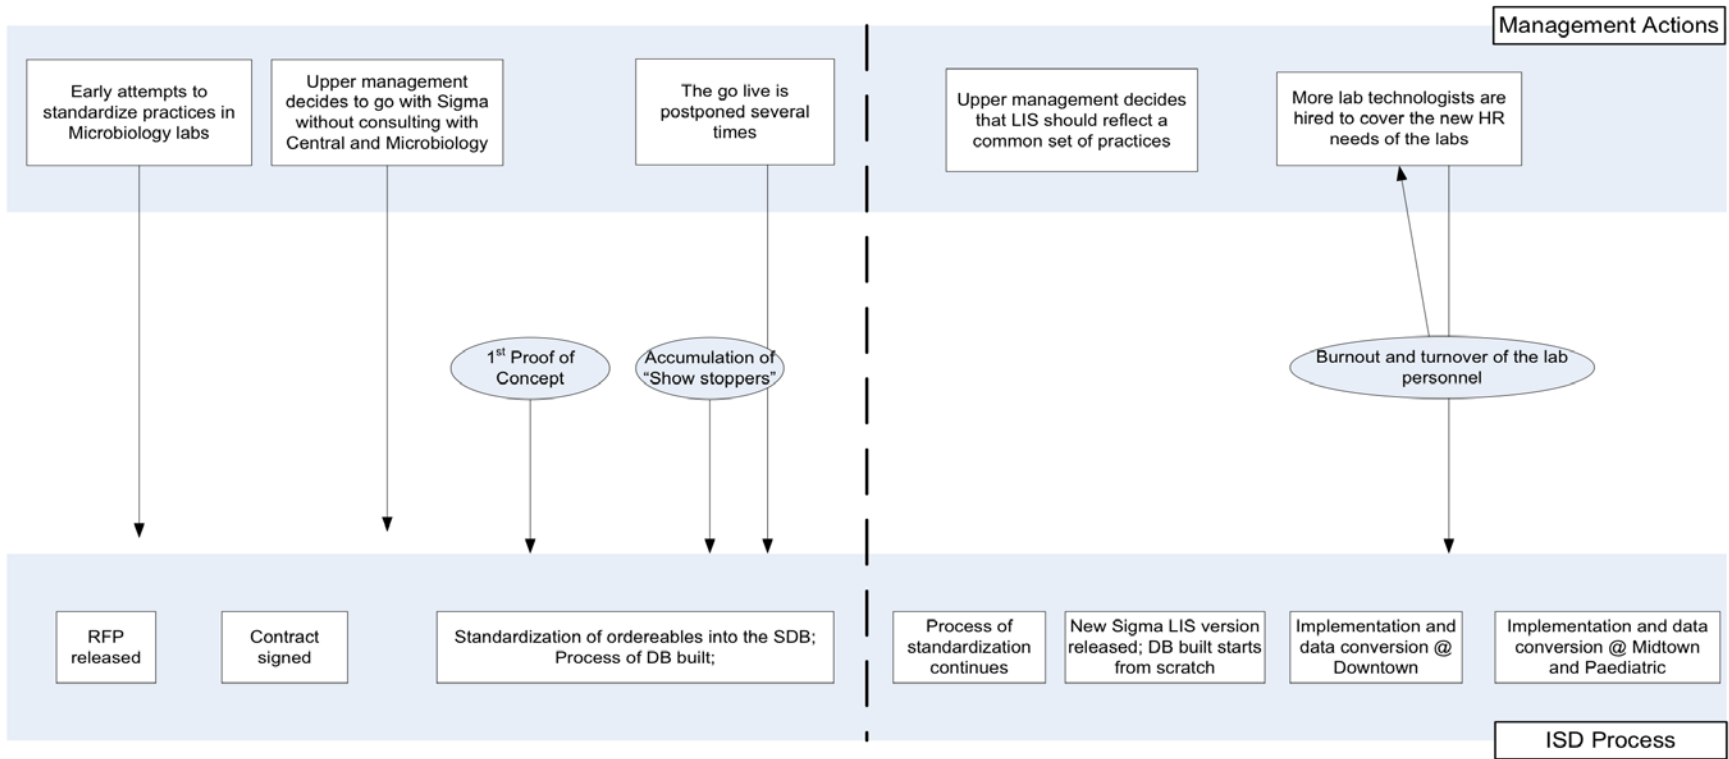 Management Actions
Early attempts to
standardize practices in
Microbiology labs
Upper management
decides to go with Sigma
without consulting with
Central and Microbiology
The go live is
postponed several
times
Upper management decides
that LIS should reflect a
common set of practices
More lab technologists are
hired to cover the new HR
needs of the labs
1st Proof of
Concept
Accumulation of
“Show stoppers”
Burnout and turnover of the lab
personnel
RFP
released
Contract
signed
Standardization of ordereables into the SDB;
Process of DB built;
Process of
standardization
continues
New Sigma LIS version
released; DB built starts
from scratch
Implementation and
data conversion @
Downtown
Implementation and data
conversion @ Midtown
and Paediatric
ISD Process